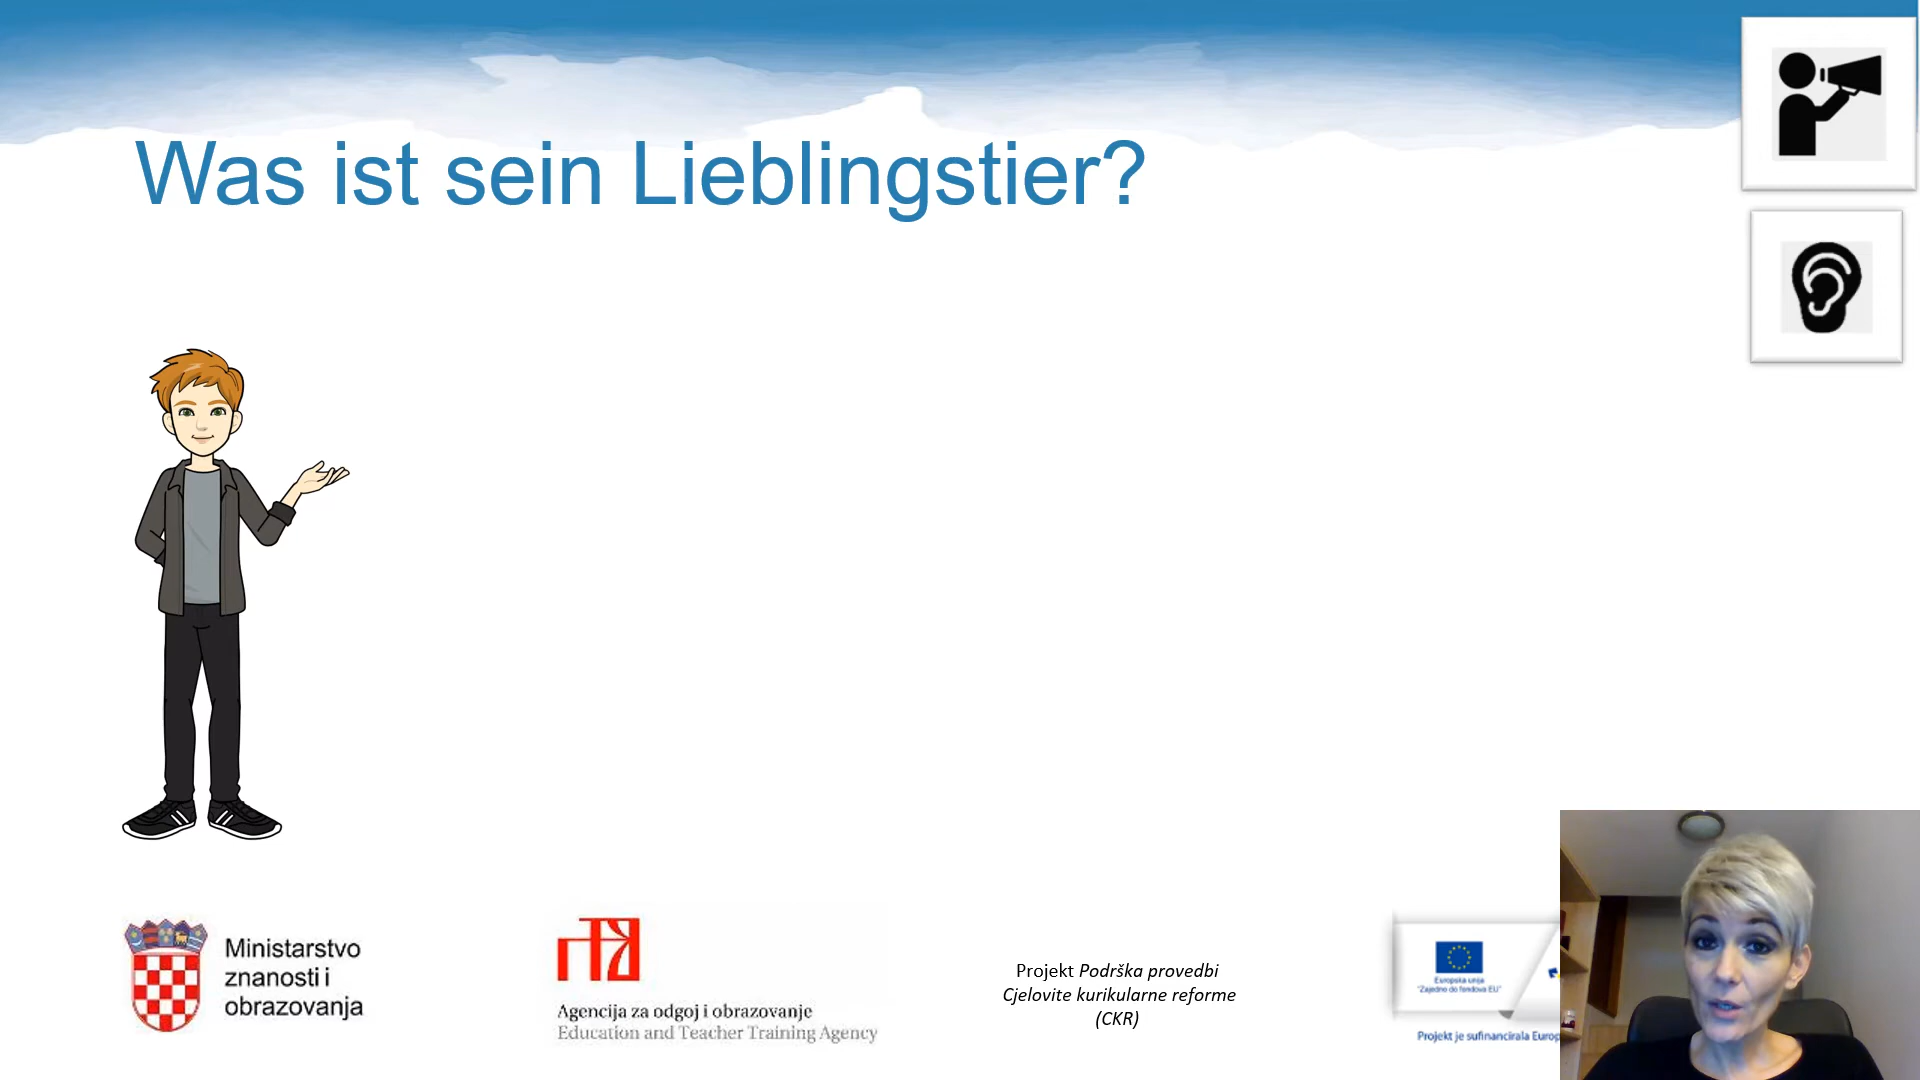 Was ist sein Lieblingstier?
Ministarstvo
znanosti i
obrazovanja
Agencija za odgoj i obrazovanje
Education and Teacher Training Agency
Projekt Podrška provedbi
Cjelovite kurikularne reforme
(CKR)
Europska unija
"Zajedno do fondova EU"
Projekt je sufinancirala Europ